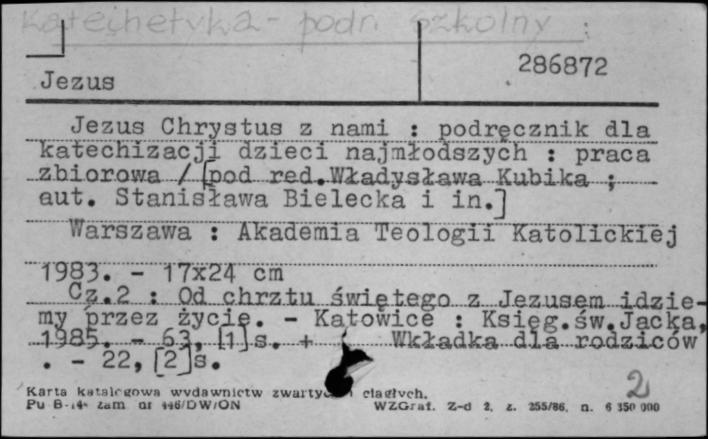 Katechetyka - podr. szkolny
286872
Jezus
Jezus Chrystus z nami : podręcznik dla
katechizacji dzieci najmłodszych : praca
zbiorowa / [pod red.Władysława Kubika ;
aut. Stanisława Bielecka i in.]
Warszawa : Akademia Teologii Katolickiej
1983. - 17x24 cm
Cz.2 : Od chrztu świętego z Jezusem idzie-
my przez życie. - Katowice : Księg.św.Jacka,
1985. - 63, [1]s. + Wkładka dla rodziców
. - 22, [2]s.
2
Karta katalogowa wydawnictw zwartych i ciągłych.
Pu B-14 zam. nr 446/DW/ON WZGraf. Z-d 2, z. 255/86, n. 6 350 000